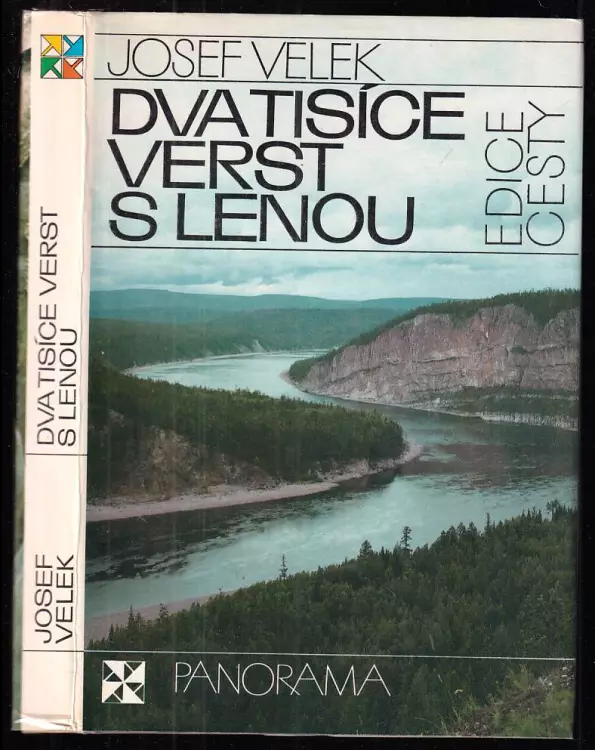 JOSEF VELEK
DVA TISÍCE
VERST
S LENOU
EDICE
CESTY
PANORAMA
DVA TISÍCE VERST
S LENOU
JOSEF
VELEK